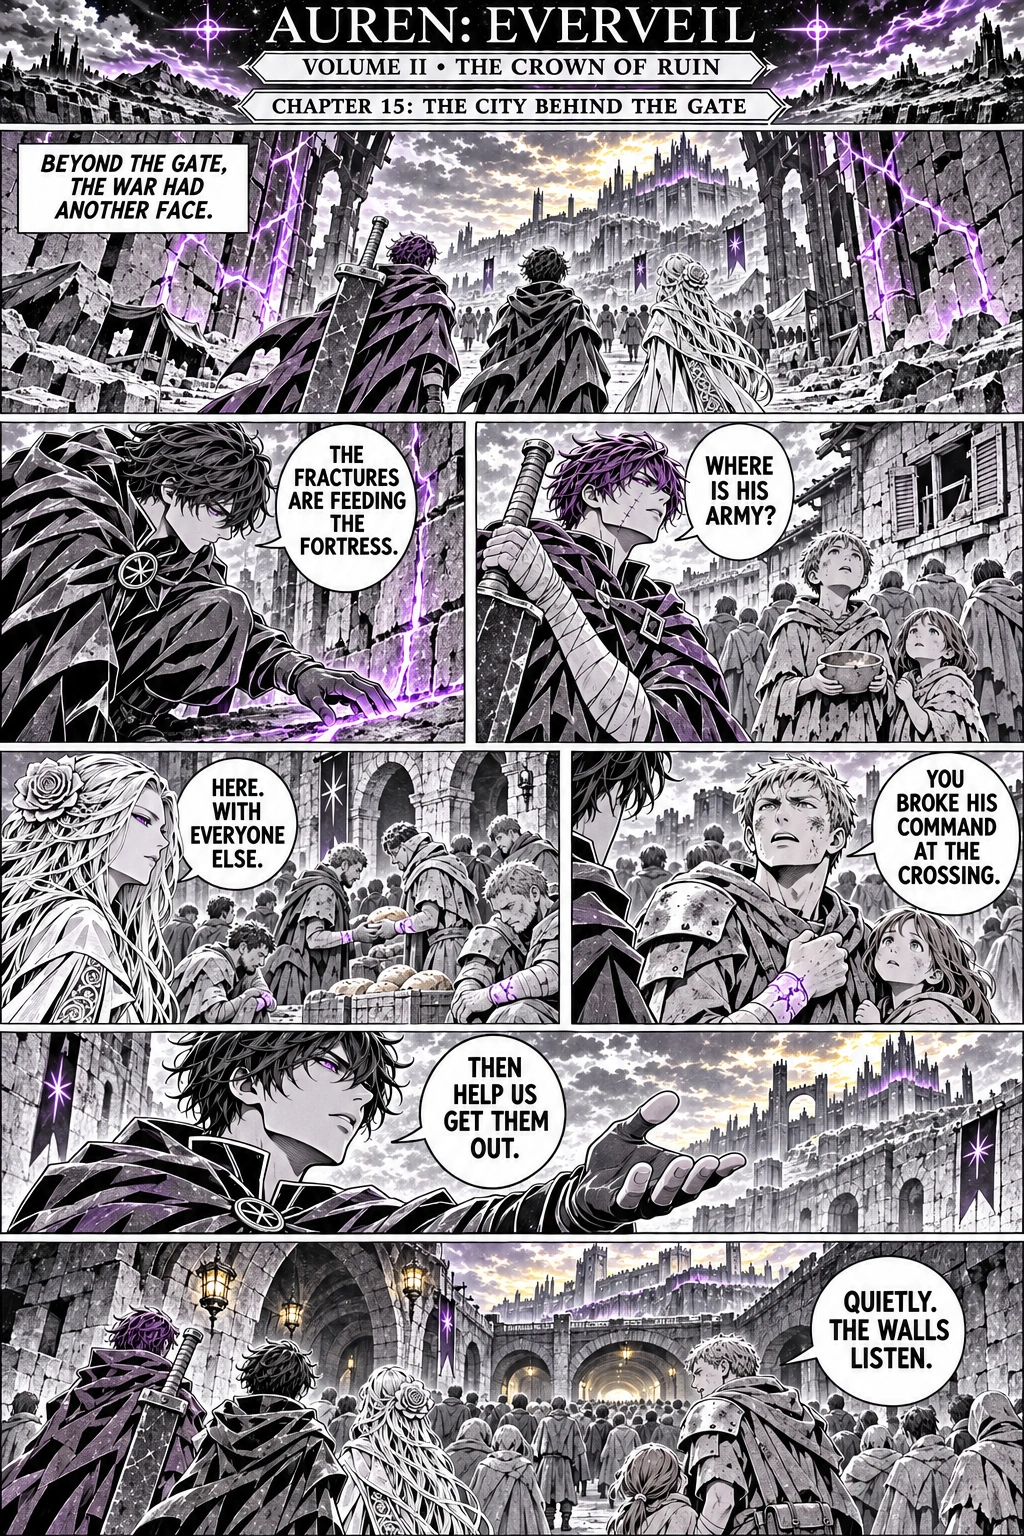 AUREN: EVERVEIL
VOLUME II • THE CROWN OF RUIN
CHAPTER 15: THE CITY BEHIND THE GATE
BEYOND THE GATE,
THE WAR HAD
ANOTHER FACE.
THE
FRACTURES
ARE FEEDING
THE
FORTRESS.
WHERE
IS HIS
ARMY?
HERE.
WITH
EVERYONE
ELSE.
YOU
BROKE HIS
COMMAND
AT THE
CROSSING.
THEN
HELP US
GET THEM
OUT.
QUIETLY.
THE WALLS
LISTEN.